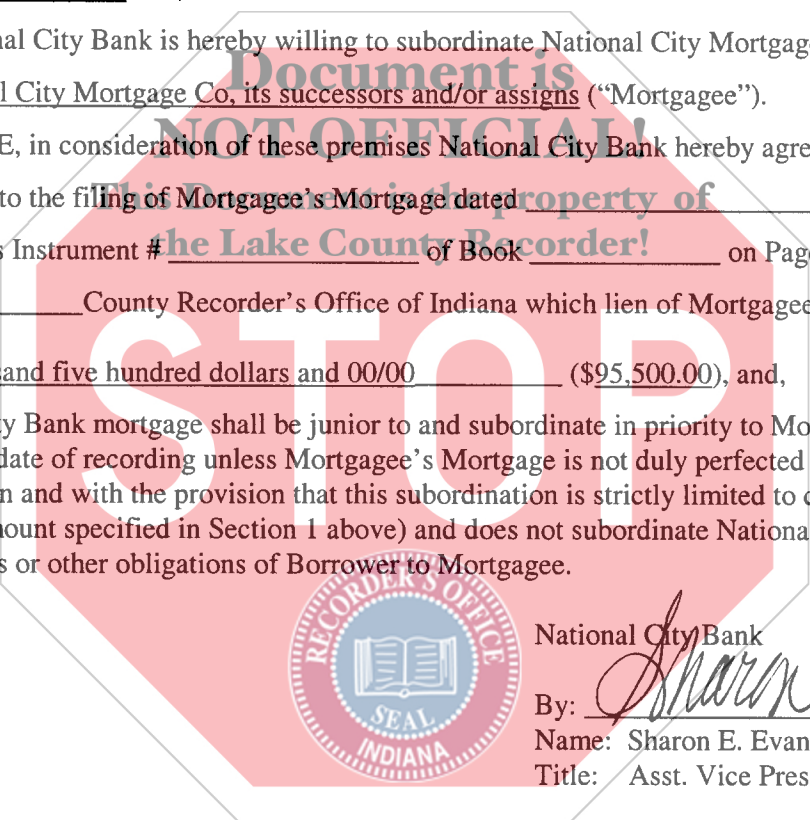 nal City Bank is hereby willing to subordinate National City Mortgag
Document is
l City Mortgage Co, its successors and/or assigns ("Mortgagee").
NOT OFFICIAL!
E, in consideration of these premises National City Bank hereby agre
This Document is the property of
to the filing of Mortgagee's Mortgage dated
the Lake County Recorder!
s Instrument # of Book on Pag
County Recorder's Office of Indiana which lien of Mortgagee
STOP
sand five hundred dollars and 00/00 ($95,500.00), and,
ty Bank mortgage shall be junior to and subordinate in priority to Mo
date of recording unless Mortgagee's Mortgage is not duly perfected
n and with the provision that this subordination is strictly limited to
mount specified in Section 1 above) and does not subordinate Nationa
s or other obligations of Borrower to Mortgagee.
RECORDER'S OFFICE
SEAL
INDIANA
National City Bank
By: Sharon
Name: Sharon E. Evan
Title: Asst. Vice Pres